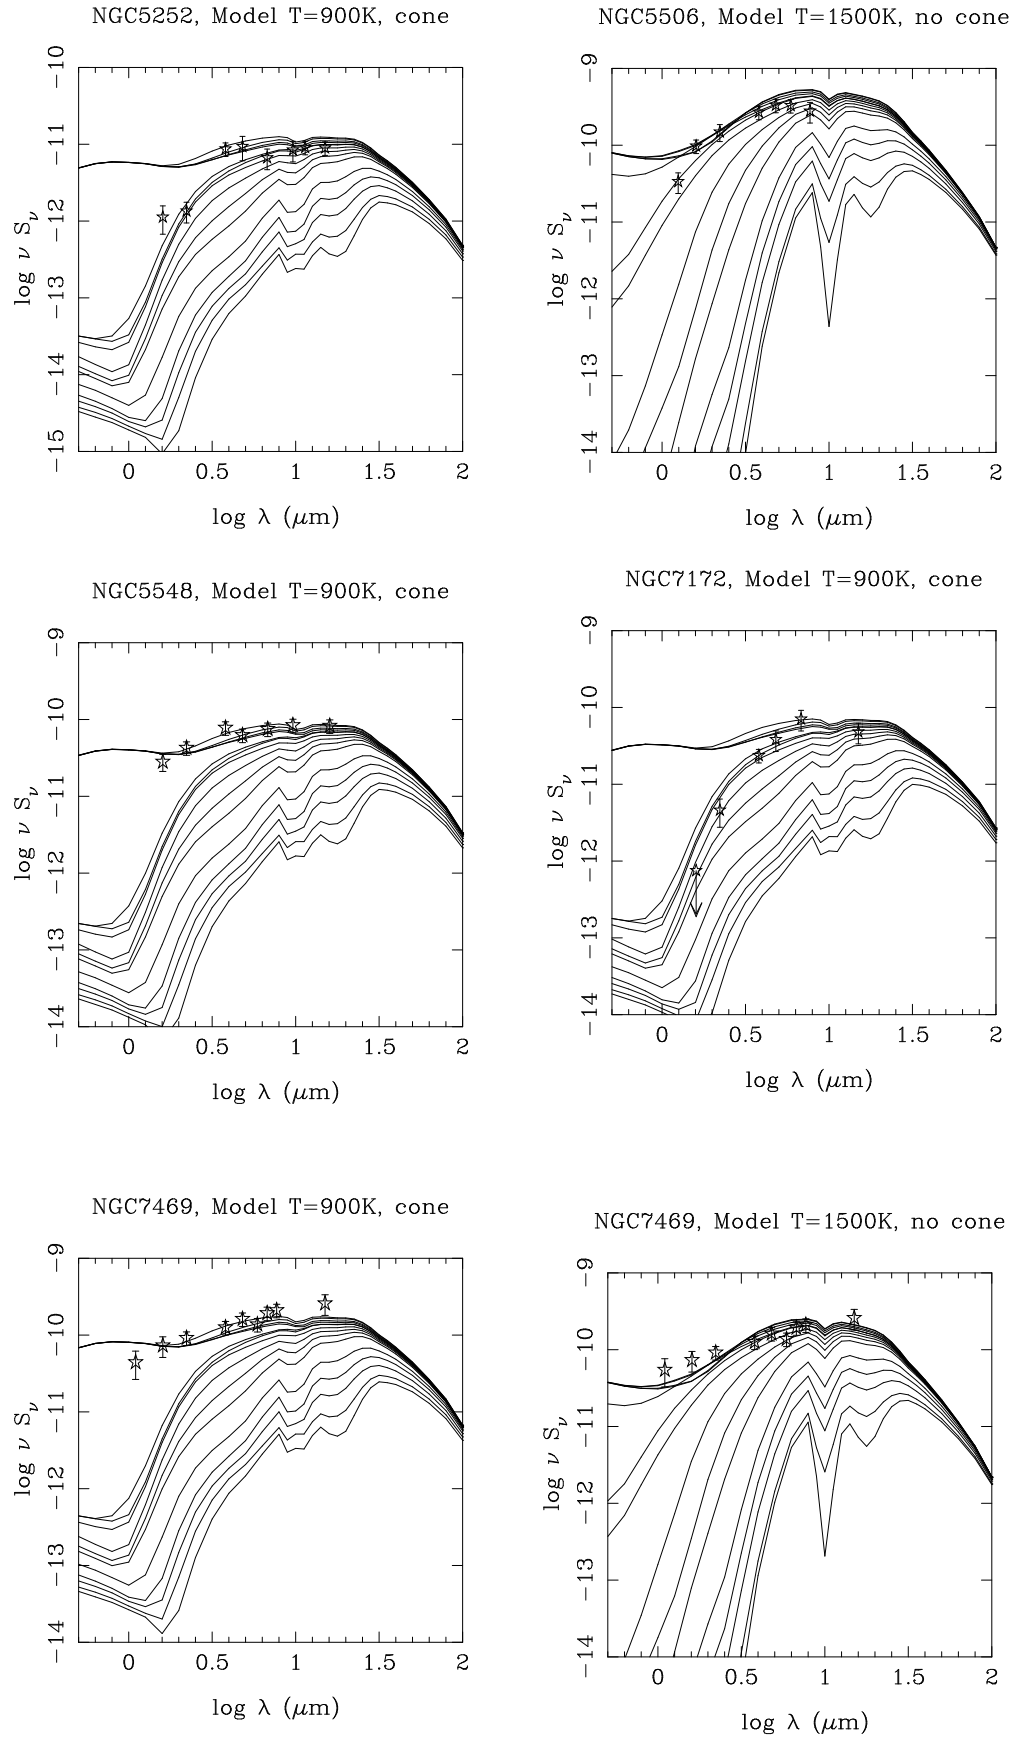 NGC5252, Model T=900K, cone
log ν Sν
−10
−11
−12
−13
−14
−15
0 0.5 1 1.5 2
log λ (μm)
NGC5506, Model T=1500K, no cone
log ν Sν
−9
−10
−11
−12
−13
−14
0 0.5 1 1.5 2
log λ (μm)
NGC5548, Model T=900K, cone
log ν Sν
−9
−10
−11
−12
−13
−14
0 0.5 1 1.5 2
log λ (μm)
NGC7172, Model T=900K, cone
log ν Sν
−9
−10
−11
−12
−13
−14
0 0.5 1 1.5 2
log λ (μm)
NGC7469, Model T=900K, cone
log ν Sν
−9
−10
−11
−12
−13
−14
0 0.5 1 1.5 2
log λ (μm)
NGC7469, Model T=1500K, no cone
log ν Sν
−9
−10
−11
−12
−13
−14
0 0.5 1 1.5 2
log λ (μm)